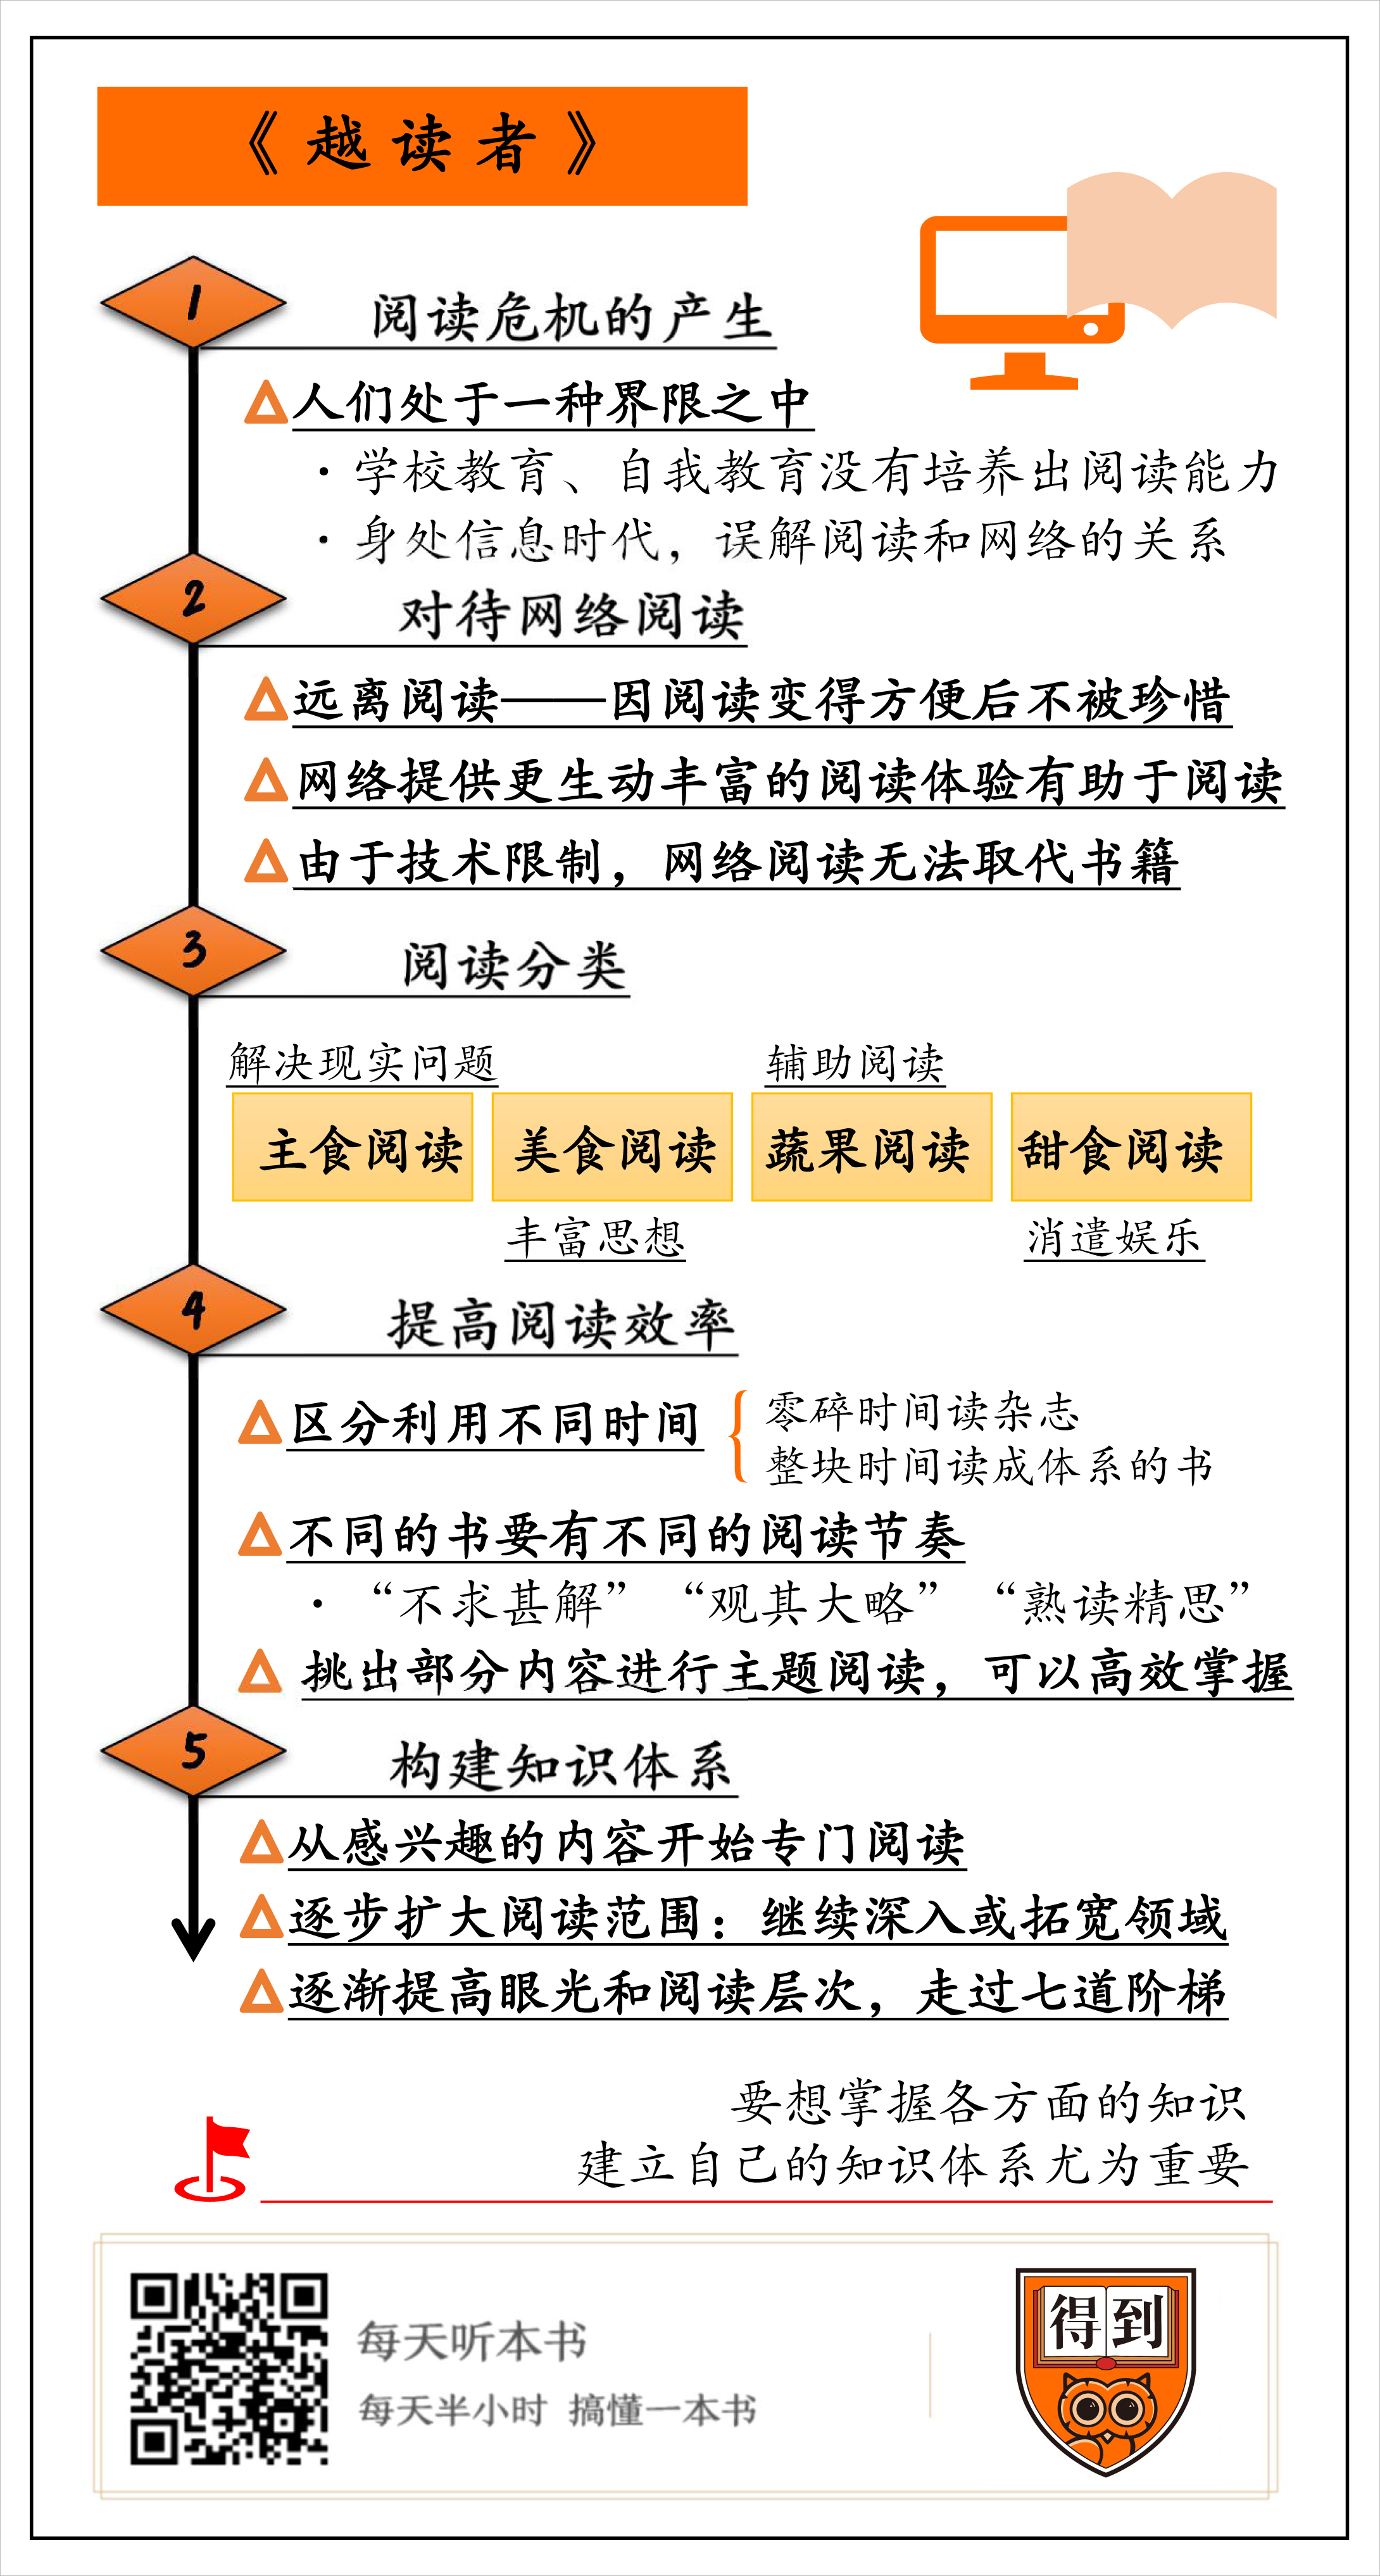 《越读者》
1
阅读危机的产生
人们处于一种界限之中
· 学校教育、自我教育没有培养出阅读能力
· 身处信息时代，误解阅读和网络的关系
2
对待网络阅读
远离阅读——因阅读变得方便后不被珍惜
网络提供更生动丰富的阅读体验有助于阅读
由于技术限制，网络阅读无法取代书籍
3
阅读分类
解决现实问题 辅助阅读
主食阅读 美食阅读 蔬果阅读 甜食阅读
丰富思想 消遣娱乐
4
提高阅读效率
区分利用不同时间
零碎时间读杂志
整块时间读成体系的书
不同的书要有不同的阅读节奏
· “不求甚解” “观其大略” “熟读精思”
挑出部分内容进行主题阅读，可以高效掌握
5
构建知识体系
从感兴趣的内容开始专门阅读
逐步扩大阅读范围：继续深入或拓宽领域
逐渐提高眼光和阅读层次，走过七道阶梯
要想掌握各方面的知识
建立自己的知识体系尤为重要
每天听本书
每天半小时 搞懂一本书
得到